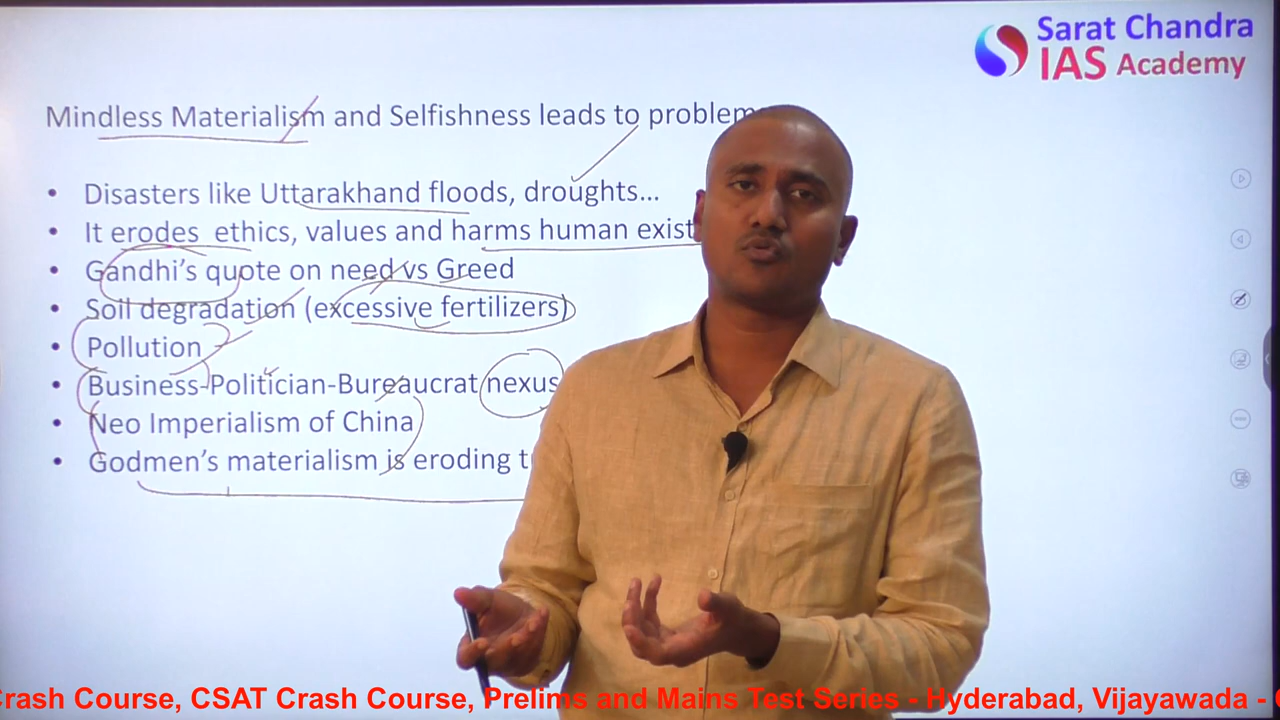 Sarat Chandra
IAS Academy
Mindless Materialism and Selfishness leads to problem
• Disasters like Uttarakhand floods, droughts...
• It erodes ethics, values and harms human exist
• Gandhi's quote on need vs Greed
• Soil degradation (excessive fertilizers)
• Pollution
• Business-Politician-Bureaucrat nexus
• Neo Imperialism of China
• Godmen's materialism is eroding
Crash Course, CSAT Crash Course, Prelims and Mains Test Series - Hyderabad, Vijayawada -